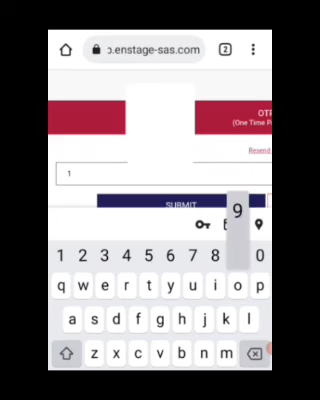 ɔ.enstage-sas.com
2
OTP
(One Time P
Resend
1
SUBMIT
9
1 2 3 4 5 6 7 8 0
q w e r t y u i o p
a s d f g h j k l
z x c v b n m